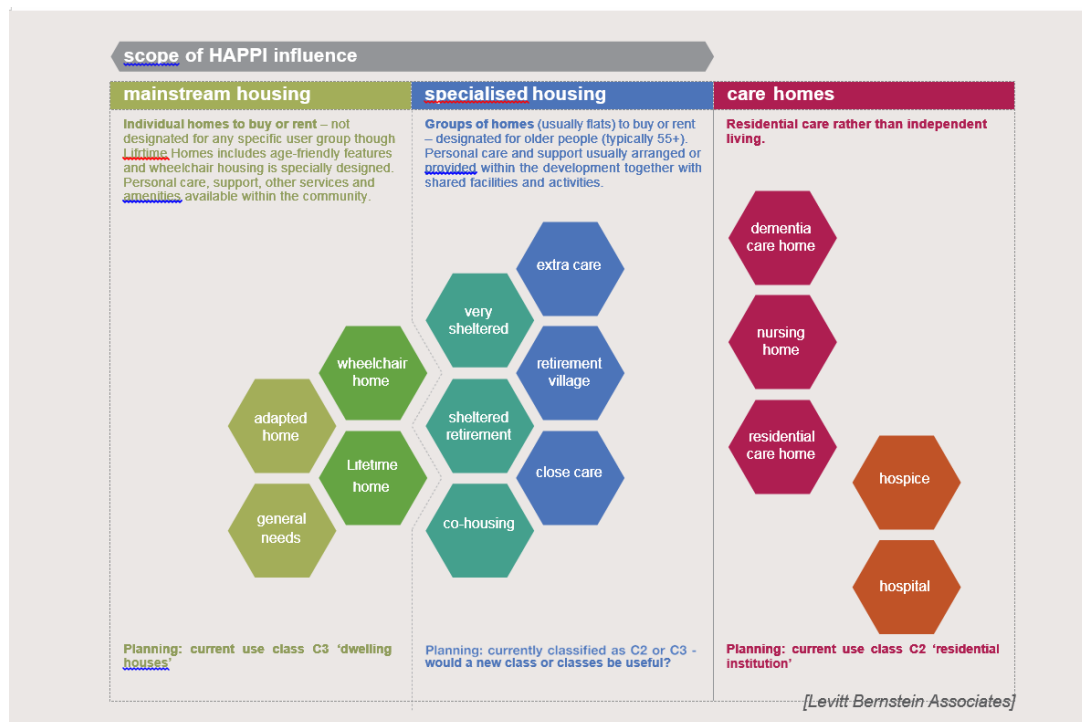 scope of HAPPI influence
mainstream housing
Individual homes to buy or rent – not
designated for any specific user group though
Lifrtime Homes includes age-friendly features
and wheelchair housing is specially designed.
Personal care, support, other services and
amenities available within the community.
wheelchair
home
adapted
home
Lifetime
home
general
needs
Planning: current use class C3 ‘dwelling
houses’
specialised housing
Groups of homes (usually flats) to buy or rent
– designated for older people (typically 55+).
Personal care and support usually arranged or
provided within the development together with
shared facilities and activities.
extra care
very
sheltered
retirement
village
sheltered
retirement
close care
co-housing
Planning: currently classified as C2 or C3 -
would a new class or classes be useful?
care homes
Residential care rather than independent
living.
dementia
care home
nursing
home
residential
care home
hospice
hospital
Planning: current use class C2 ‘residential
institution’
[Levitt Bernstein Associates]